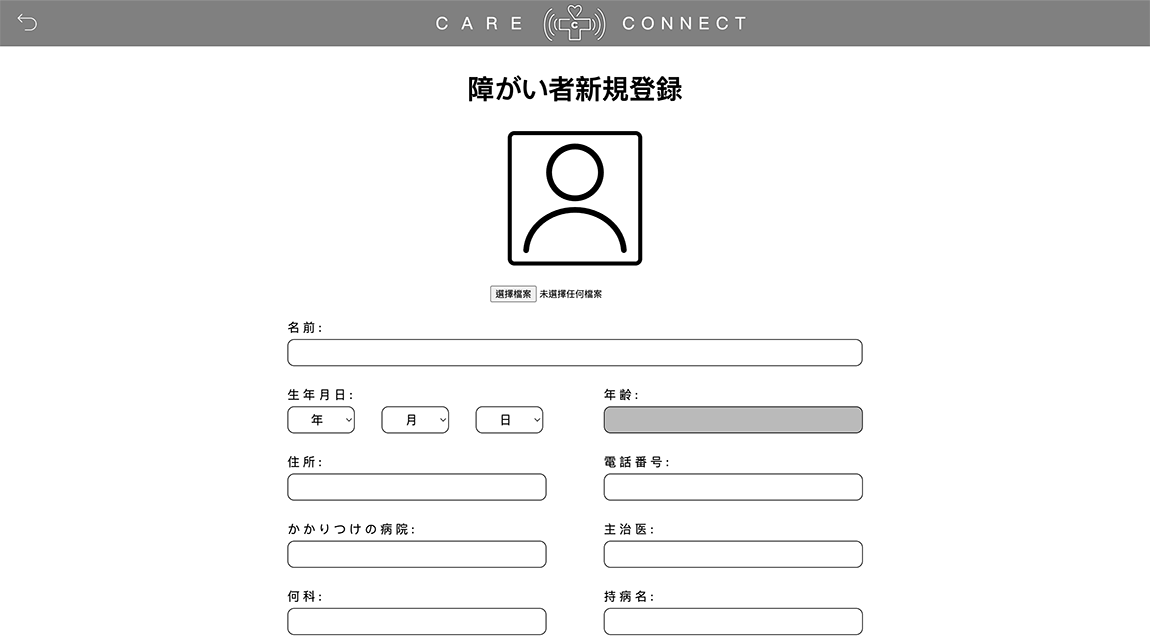 CARE C CONNECT
障がい者新規登録
選擇檔案 未選擇任何檔案
名前:
生年月日: 年齢:
年 月 日
住所: 電話番号:
かかりつけの病院: 主治医:
何科: 持病名: